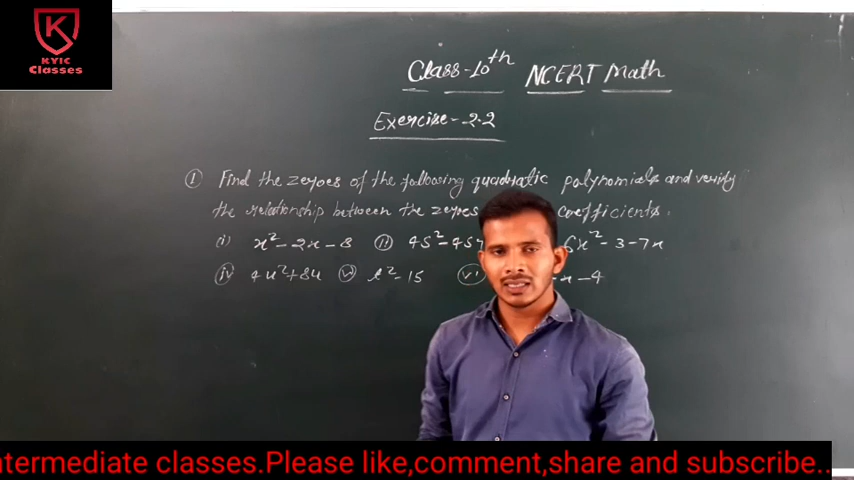 KYIC
Classes
Class-10th NCERT Math
Exercise-2.2
① Find the zeroes of the following quadratic polynomials and verify
the relationship between the zeroes coefficients.
(i) x²-2x-8 (ii) 4s²-4s+ 6x²-3-7x
(iv) 4u²+8u (v) t²-15 (vi) -x-4
ntermediate classes.Please like,comment,share and subscribe..